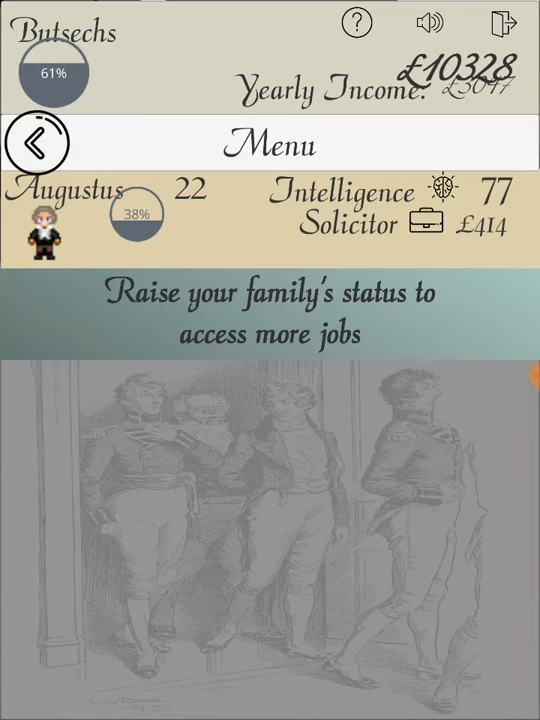 Butsechs
?
61%
£10328
Yearly Income: £3047
Menu
Augustus 22
38%
Intelligence 77
Solicitor £414
Raise your family's status to
access more jobs